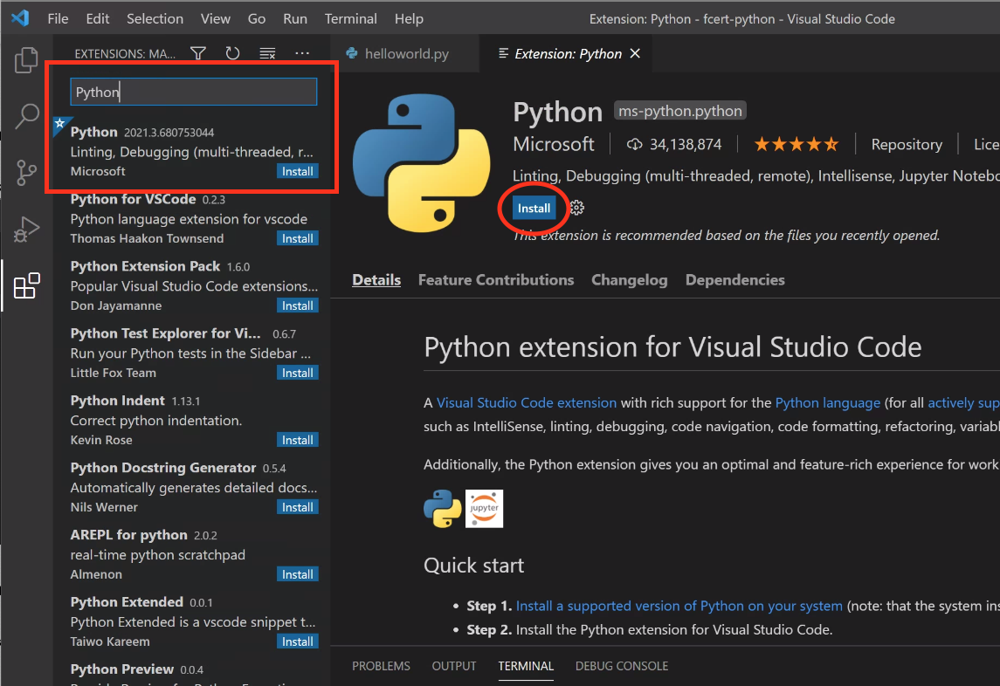 File Edit Selection View Go Run Terminal Help
Extension: Python - fcert-python - Visual Studio Code
EXTENSIONS: MA...
Python
Python 2021.3.680753044
Linting, Debugging (multi-threaded, r...
Microsoft Install
Python for VSCode 0.2.3
Python language extension for vscode
Thomas Haakon Townsend Install
Python Extension Pack 1.6.0
Popular Visual Studio Code extensions...
Don Jayamanne Install
Python Test Explorer for Vi... 0.6.7
Run your Python tests in the Sidebar ...
Little Fox Team Install
Python Indent 1.13.1
Correct python indentation.
Kevin Rose Install
Python Docstring Generator 0.5.4
Automatically generates detailed docs...
Nils Werner Install
AREPL for python 2.0.2
real-time python scratchpad
Almenon Install
Python Extended 0.0.1
Python Extended is a vscode snippet t...
Taiwo Kareem Install
Python Preview 0.0.4
helloworld.py
Extension: Python
Python ms-python.python
Microsoft 34,138,874 Repository Lice
Linting, Debugging (multi-threaded, remote), Intellisense, Jupyter Notebo
Install
This extension is recommended based on the files you recently opened.
Details Feature Contributions Changelog Dependencies
Python extension for Visual Studio Code
A Visual Studio Code extension with rich support for the Python language (for all actively sup
such as IntelliSense, linting, debugging, code navigation, code formatting, refactoring, variabl
Additionally, the Python extension gives you an optimal and feature-rich experience for work
jupyter
Quick start
• Step 1. Install a supported version of Python on your system (note: that the system ins
• Step 2. Install the Python extension for Visual Studio Code.
PROBLEMS OUTPUT TERMINAL DEBUG CONSOLE